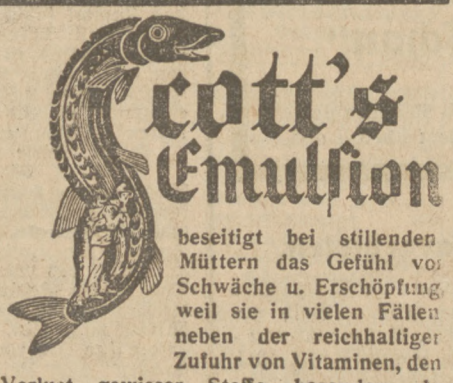 Scott's
Emulsion
beseitigt bei stillenden
Müttern das Gefühl vo
Schwäche u. Erschöpfung
weil sie in vielen Fällen
neben der reichhaltiger
Zufuhr von Vitaminen, den